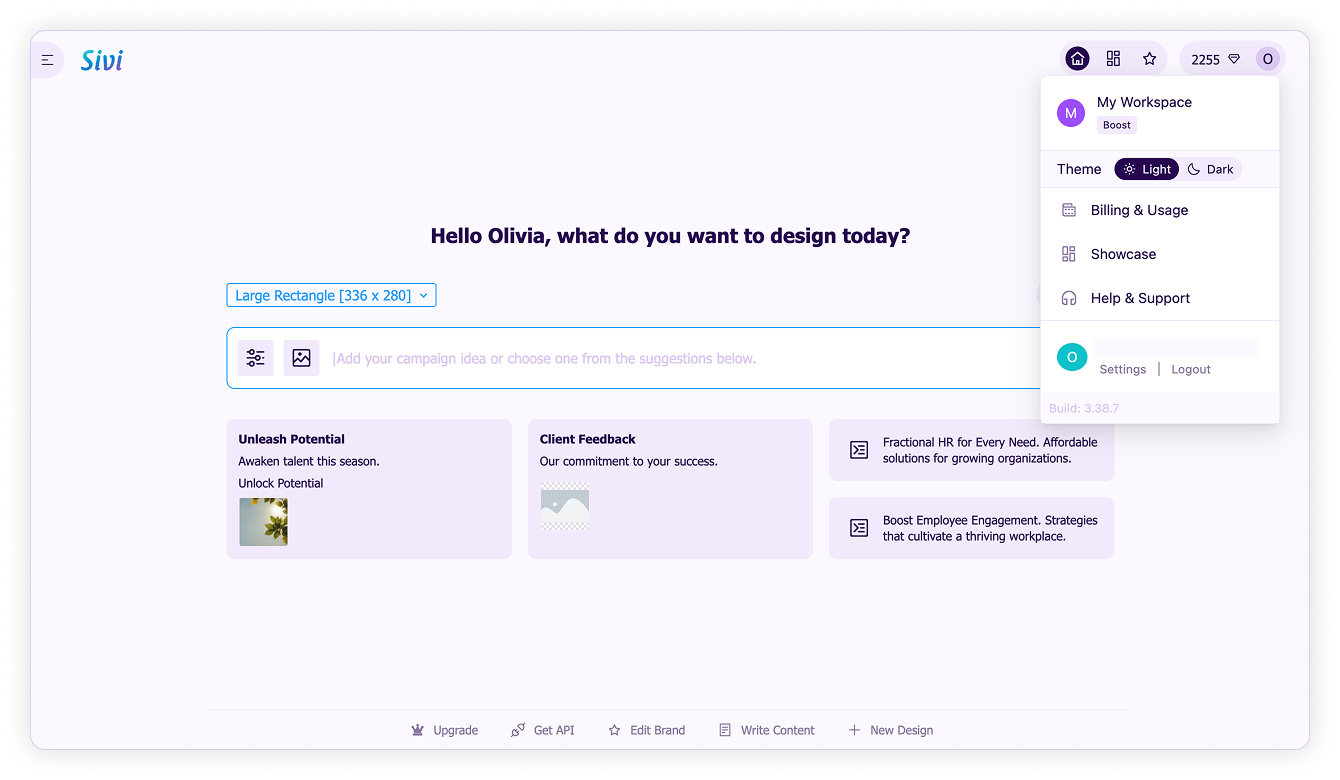 Sivi
2255
O
M
My Workspace
Boost
Theme
Light
Dark
Billing & Usage
Showcase
Help & Support
O
Settings | Logout
Build: 3.38.7
Hello Olivia, what do you want to design today?
Large Rectangle [336 x 280]
|Add your campaign idea or choose one from the suggestions below.
Unleash Potential
Awaken talent this season.
Unlock Potential
Client Feedback
Our commitment to your success.
Fractional HR for Every Need. Affordable
solutions for growing organizations.
Boost Employee Engagement. Strategies
that cultivate a thriving workplace.
Upgrade
Get API
Edit Brand
Write Content
New Design